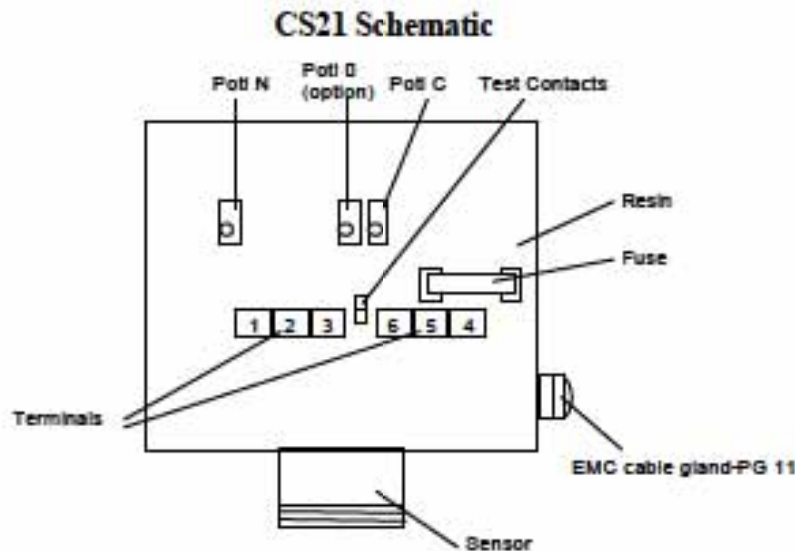 CS21 Schematic
Poti N
Poti 0
(option)
Poti C
Test Contacts
Resin
Fuse
1 2 3 6 5 4
Terminals
EMC cable gland-PG 11
Sensor